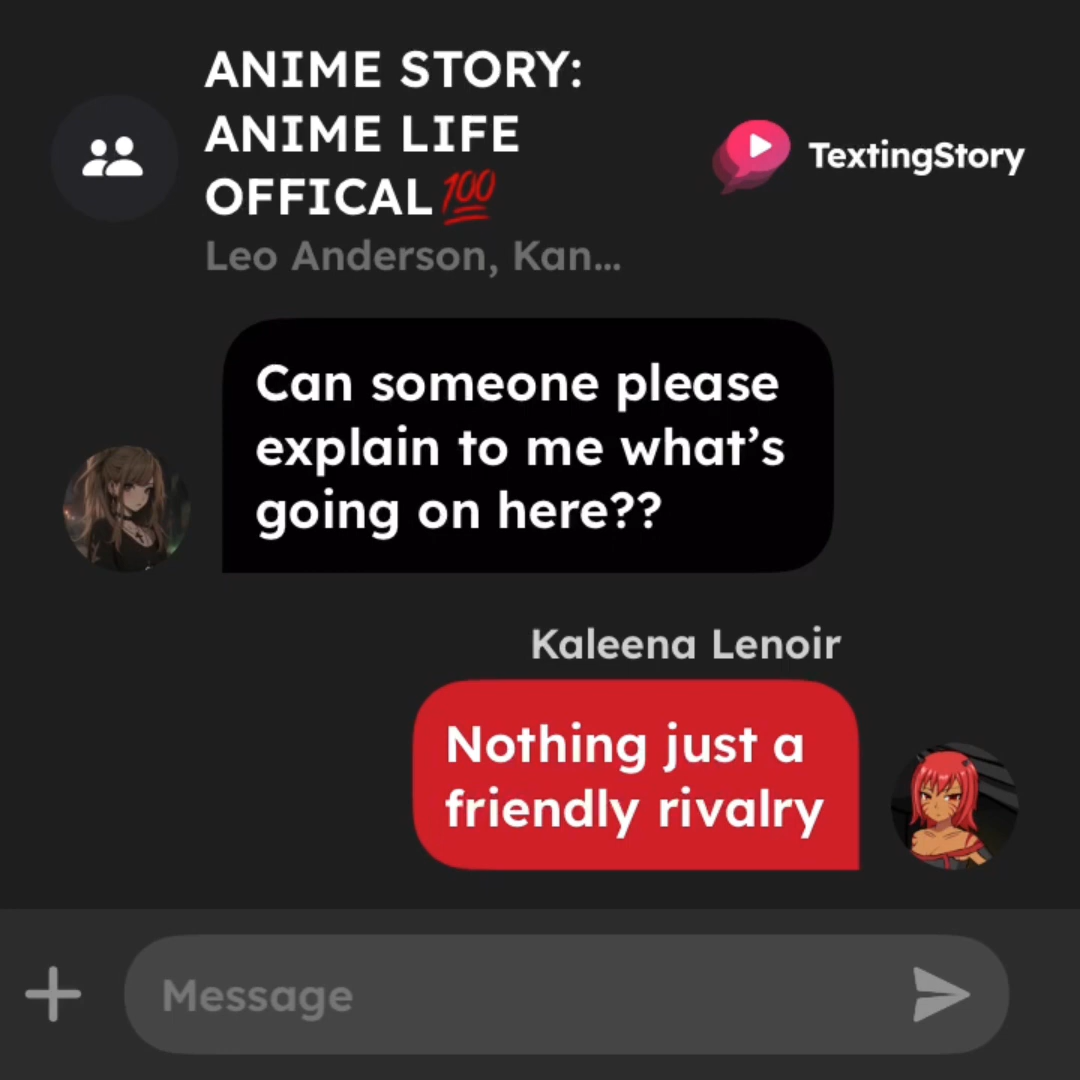 ANIME STORY:
ANIME LIFE
OFFICAL💯
TextingStory
Leo Anderson, Kan...
Can someone please
explain to me what's
going on here??
Kaleena Lenoir
Nothing just a
friendly rivalry
Message